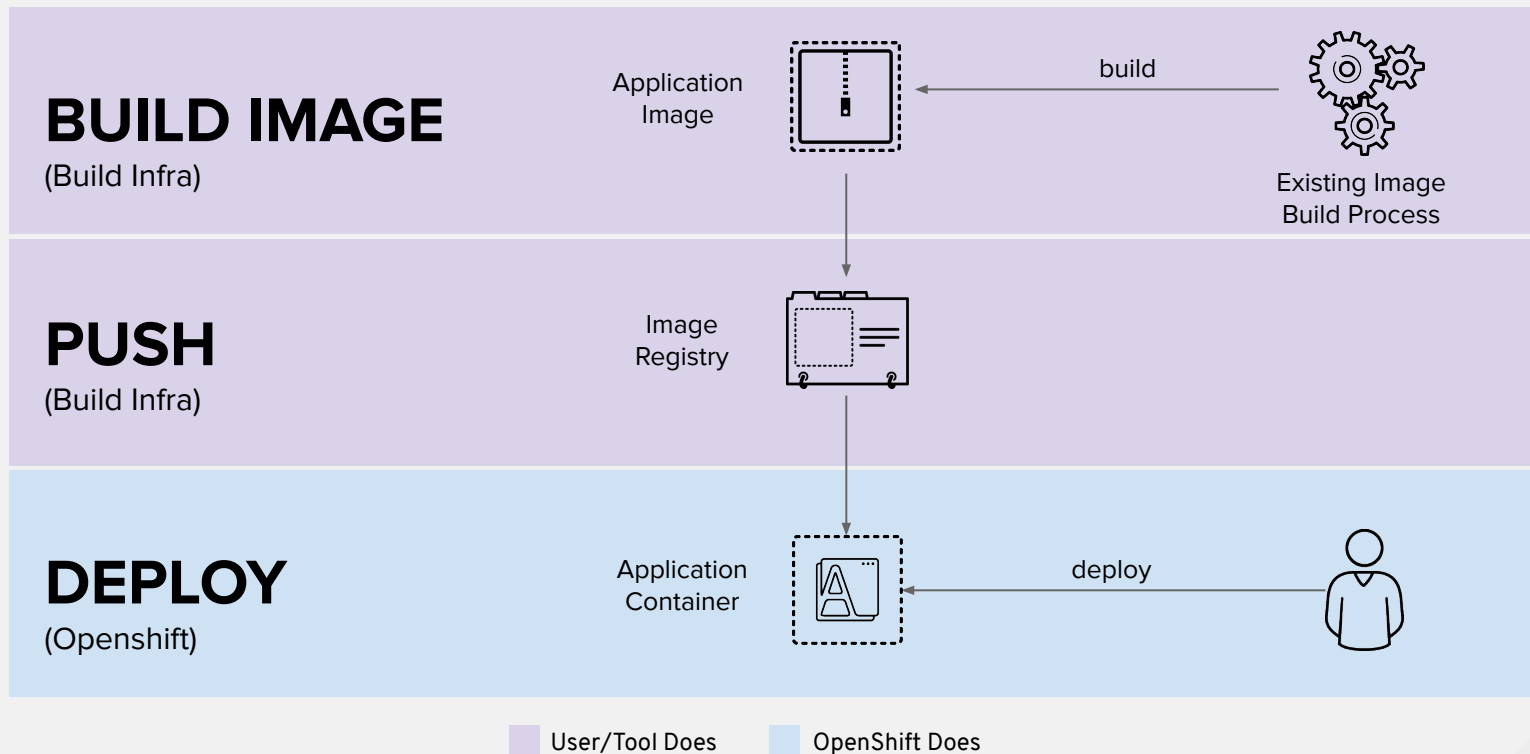 BUILD IMAGE
(Build Infra)
Application
Image
build
Existing Image
Build Process
PUSH
(Build Infra)
Image
Registry
DEPLOY
(Openshift)
Application
Container
deploy
User/Tool Does
OpenShift Does